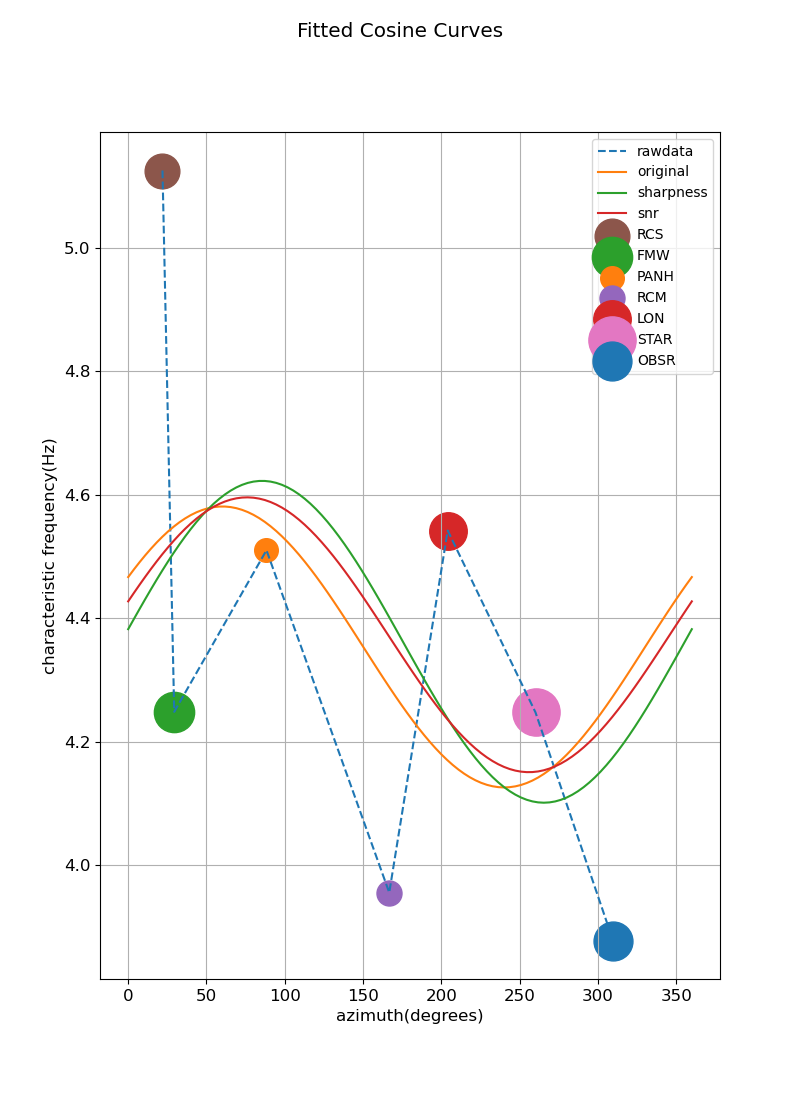 Fitted Cosine Curves
rawdata
original
sharpness
snr
RCS
FMW
PANH
RCM
LON
STAR
OBSR
5.0
4.8
4.6
4.4
4.2
4.0
characteristic frequency(Hz)
0 50 100 150 200 250 300 350
azimuth(degrees)